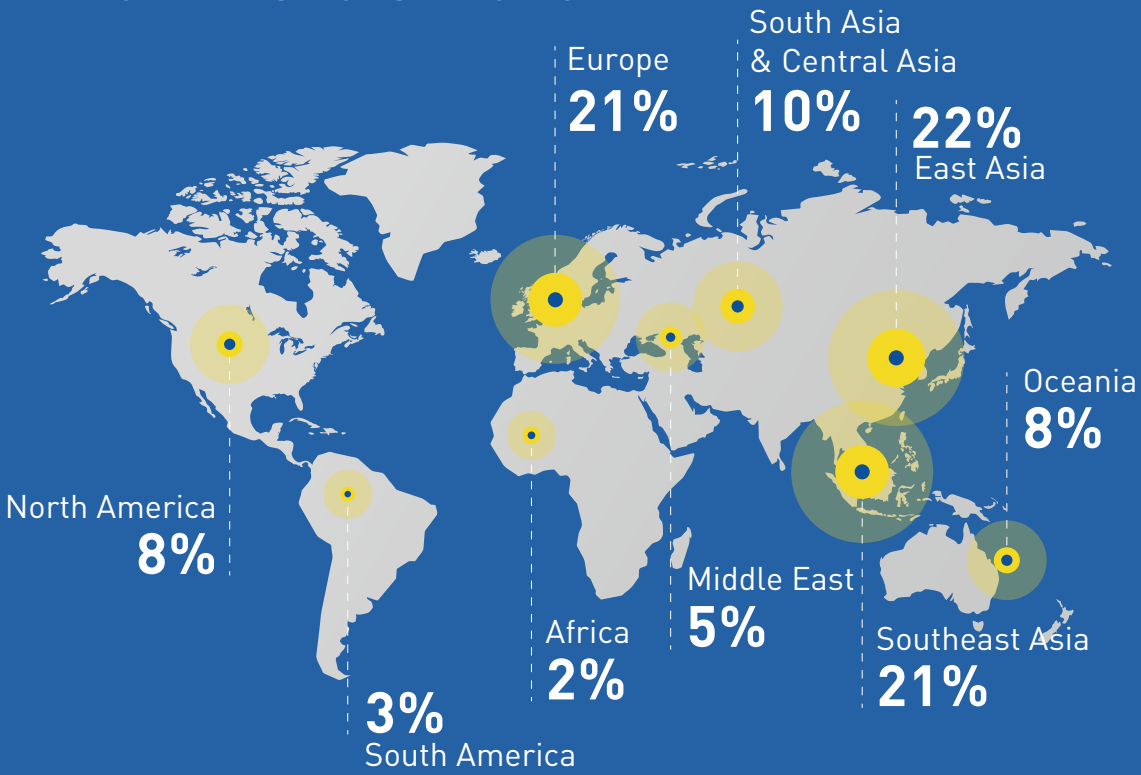 South Asia
& Central Asia
10%
Europe
21%
22%
East Asia
Oceania
8%
North America
8%
Middle East
5%
Africa
2%
Southeast Asia
21%
3%
South America